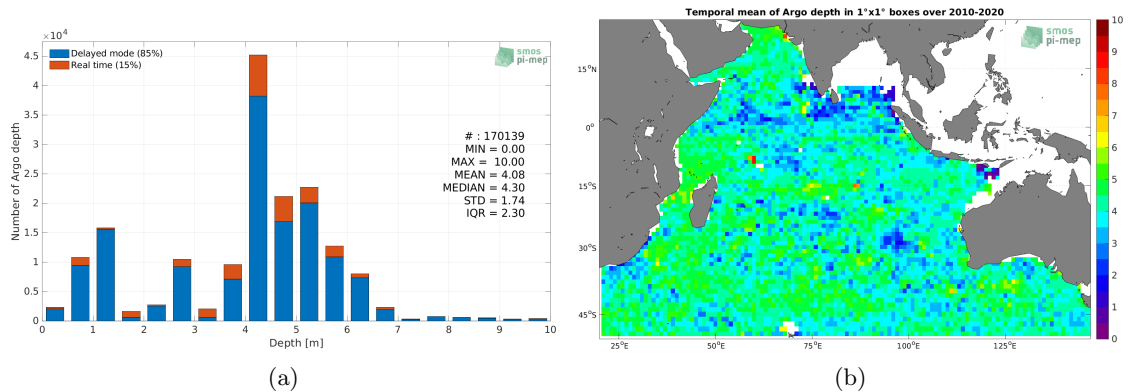 ×10⁴
Delayed mode (85%)
Real time (15%)
smos
pi-mep
# : 170139
MIN = 0.00
MAX = 10.00
MEAN = 4.08
MEDIAN = 4.30
STD = 1.74
IQR = 2.30
Number of Argo depth
4.5
4
3.5
3
2.5
2
1.5
1
0.5
0
0 1 2 3 4 5 6 7 8 9 10
Depth [m]
(a)
Temporal mean of Argo depth in 1°x1° boxes over 2010-2020
smos
pi-mep
15°N
0°
15°S
30°S
45°S
25°E 50°E 75°E 100°E 125°E
10
9
8
7
6
5
4
3
2
1
0
(b)